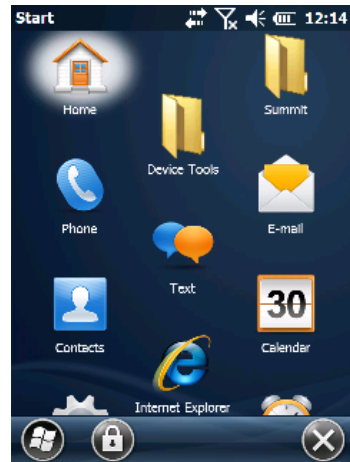 Start 12:14
Home
Summit
Device Tools
Phone
E-mail
Text
30
Contacts
Calendar
Internet Explorer